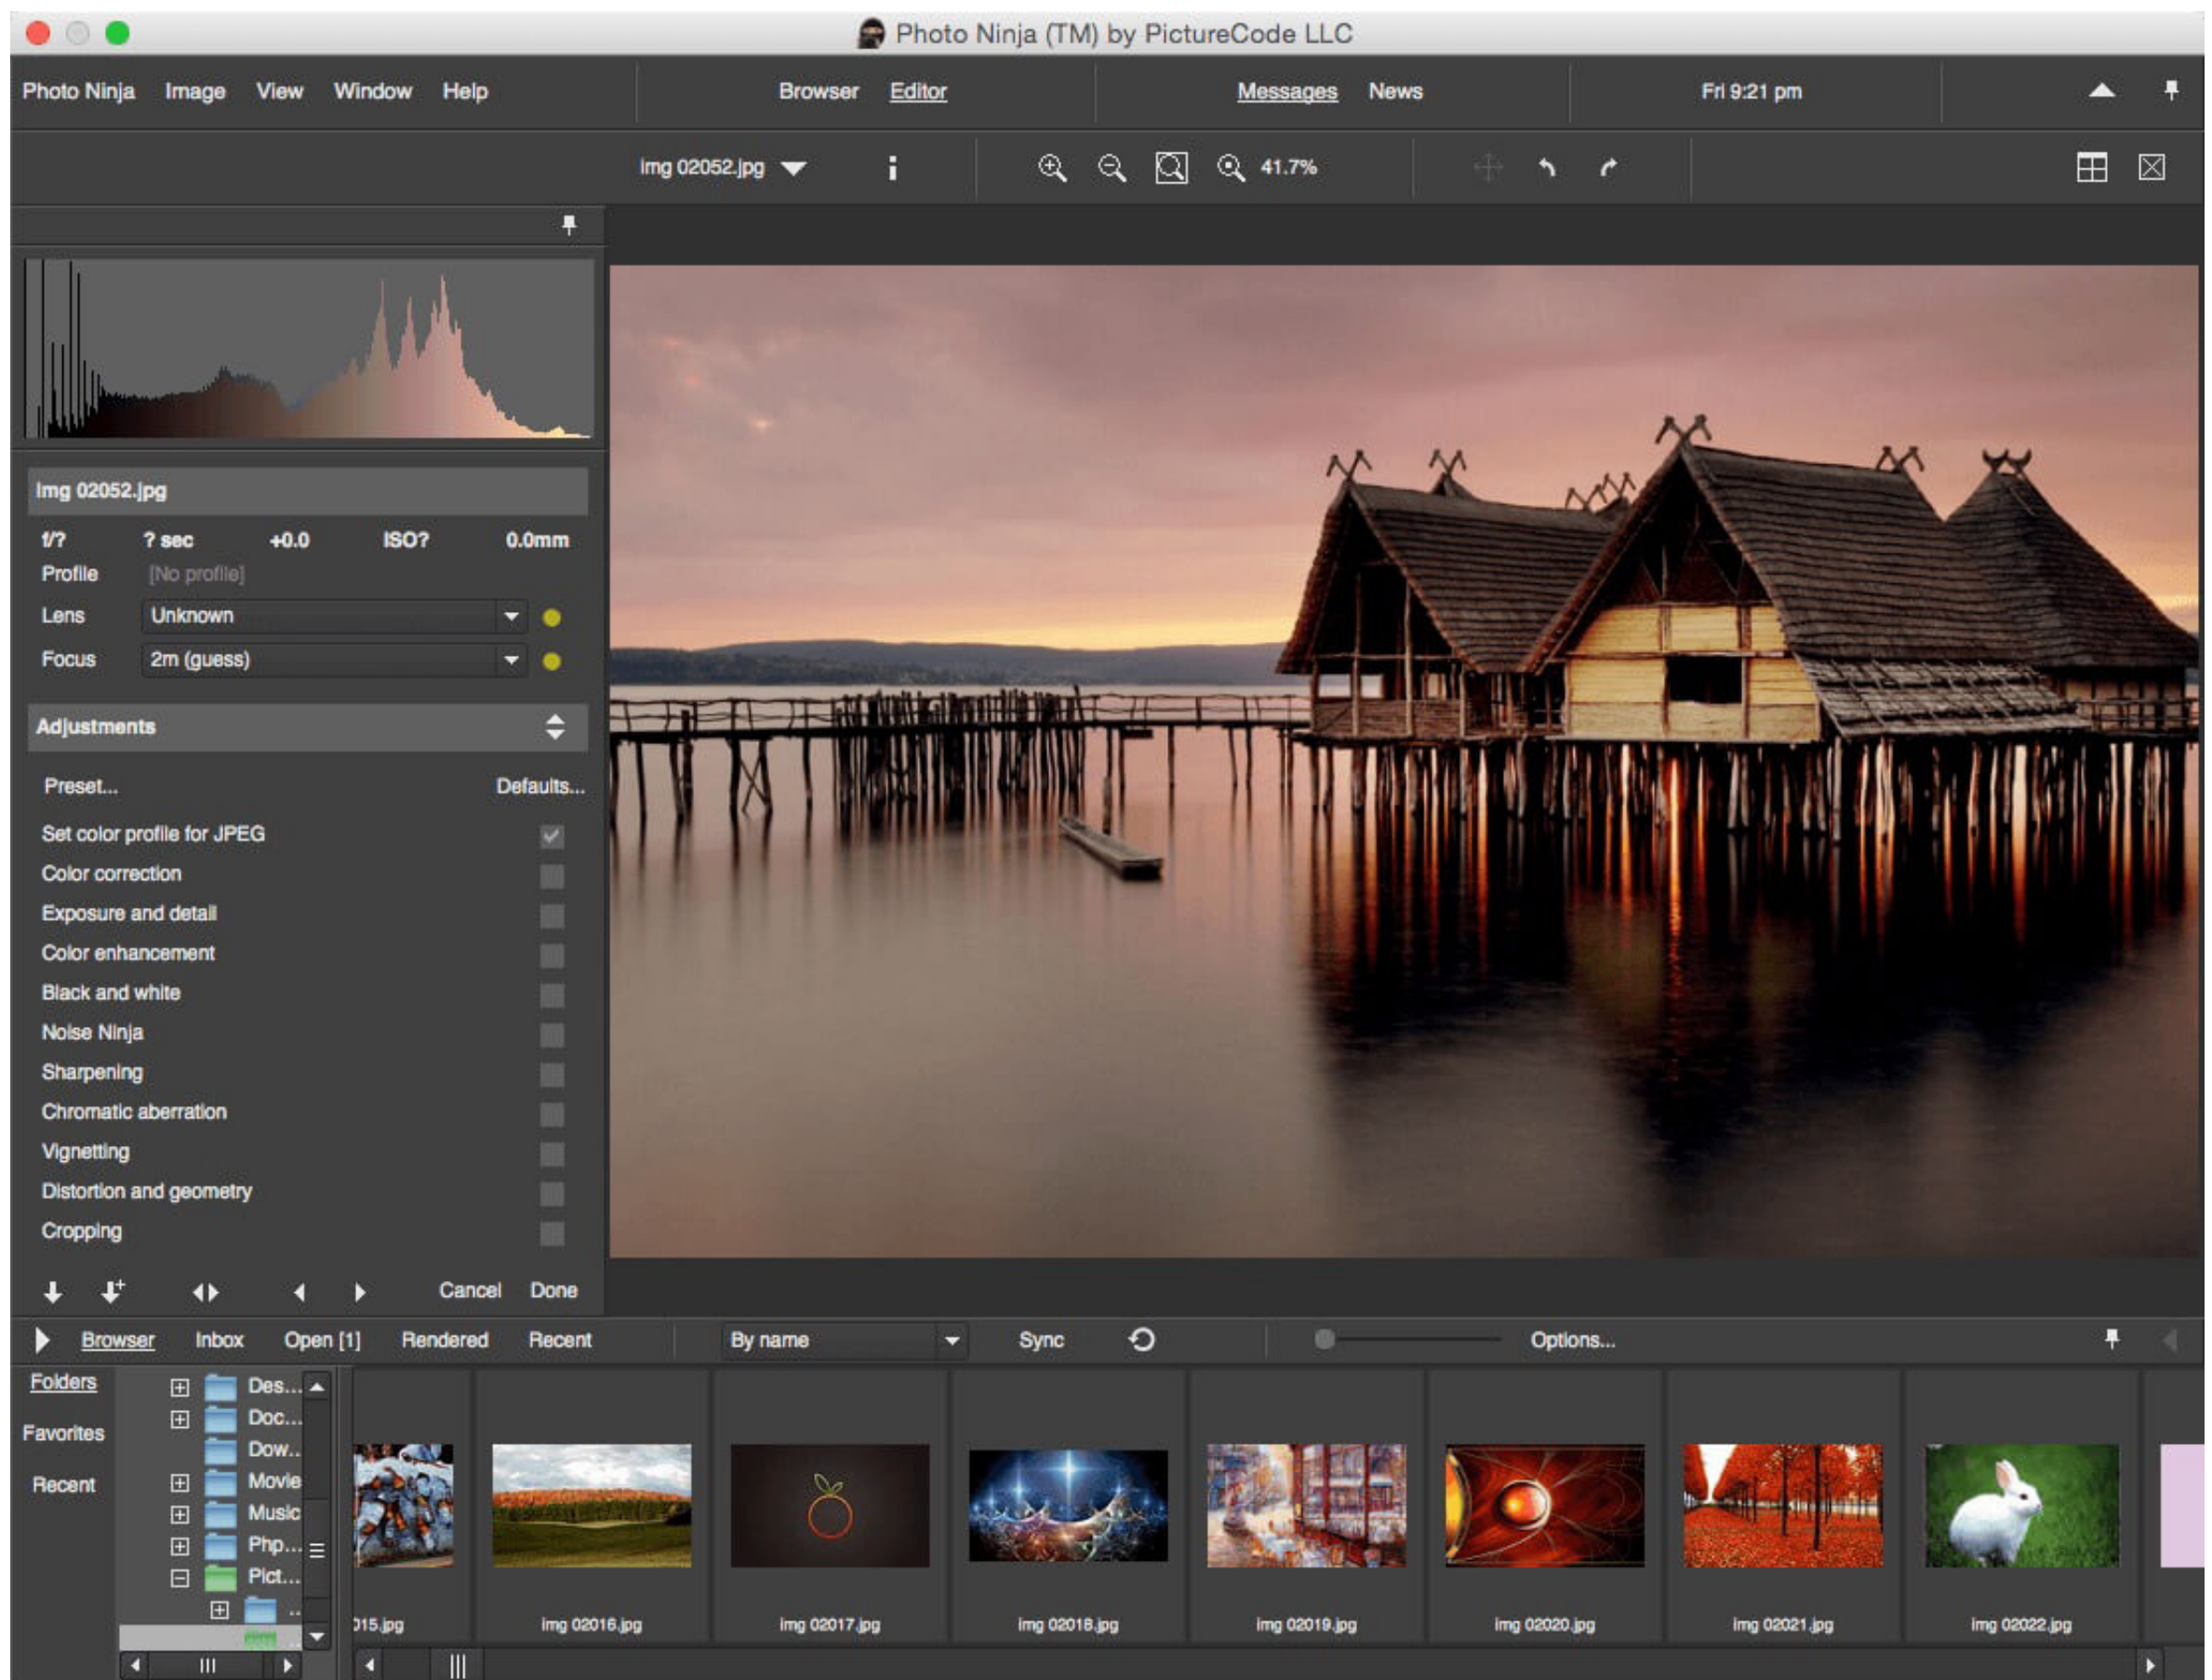 Photo Ninja (TM) by PictureCode LLC
Photo Ninja Image View Window Help Browser Editor Messages News Fri 9:21 pm
img 02052.jpg i 41.7%
img 02052.jpg
f/? ? sec +0.0 ISO? 0.0mm
Profile [No profile]
Lens Unknown
Focus 2m (guess)
Adjustments
Preset... Defaults...
Set color profile for JPEG
Color correction
Exposure and detail
Color enhancement
Black and white
Noise Ninja
Sharpening
Chromatic aberration
Vignetting
Distortion and geometry
Cropping
Cancel Done
Browser Inbox Open [1] Rendered Recent By name Sync Options...
Folders
Favorites
Recent
Des...
Doc...
Dow...
Movie
Music
Php...
Pict...
..
..
015.jpg img 02016.jpg img 02017.jpg img 02018.jpg img 02019.jpg img 02020.jpg img 02021.jpg img 02022.jpg